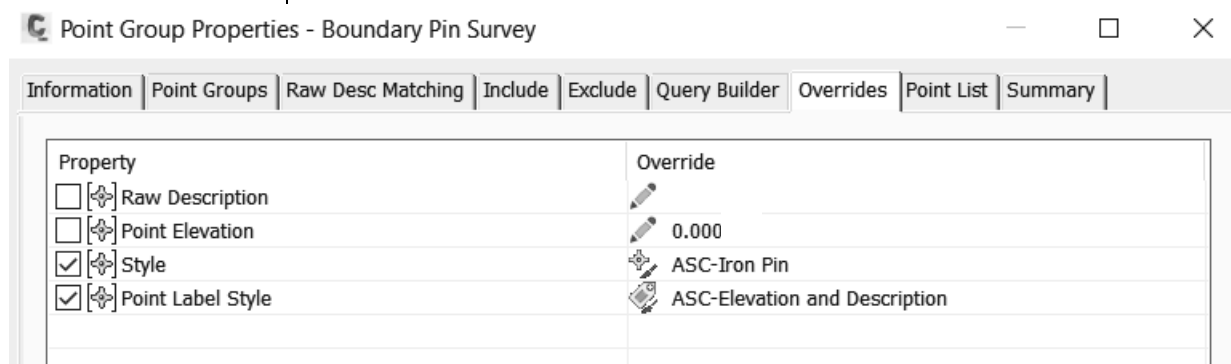 Point Group Properties - Boundary Pin Survey
Information Point Groups Raw Desc Matching Include Exclude Query Builder Overrides Point List Summary
Property Override
Raw Description
Point Elevation 0.000
Style ASC-Iron Pin
Point Label Style ASC-Elevation and Description